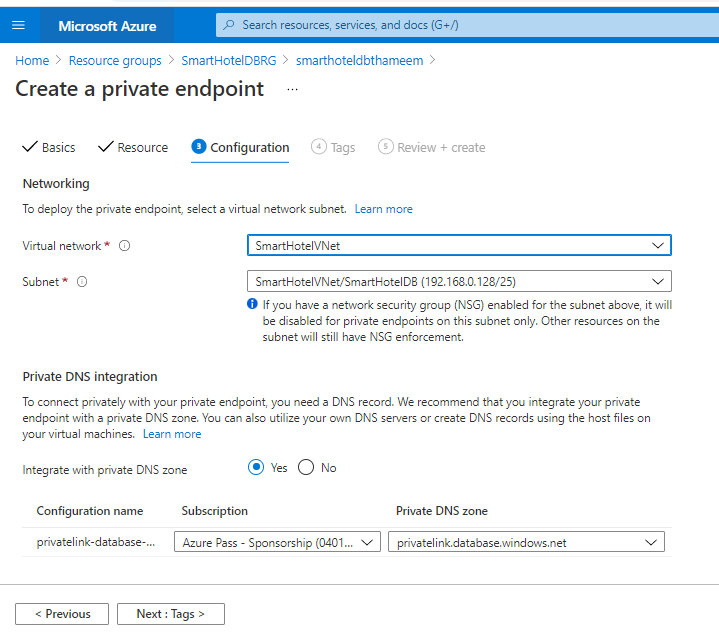 Microsoft Azure
Search resources, services, and docs (G+/)
Home > Resource groups > SmartHotelDBRG > smarthoteldbthameem >
Create a private endpoint ...
Basics Resource 3 Configuration 4 Tags 5 Review + create
Networking
To deploy the private endpoint, select a virtual network subnet. Learn more
Virtual network * SmartHotelVNet
Subnet * SmartHotelVNet/SmartHotelDB (192.168.0.128/25)
If you have a network security group (NSG) enabled for the subnet above, it will
be disabled for private endpoints on this subnet only. Other resources on the
subnet will still have NSG enforcement.
Private DNS integration
To connect privately with your private endpoint, you need a DNS record. We recommend that you integrate your private
endpoint with a private DNS zone. You can also utilize your own DNS servers or create DNS records using the host files on
your virtual machines. Learn more
Integrate with private DNS zone Yes No
Configuration name Subscription Private DNS zone
privatelink-database-... Azure Pass - Sponsorship (0401... privatelink.database.windows.net
< Previous Next : Tags >